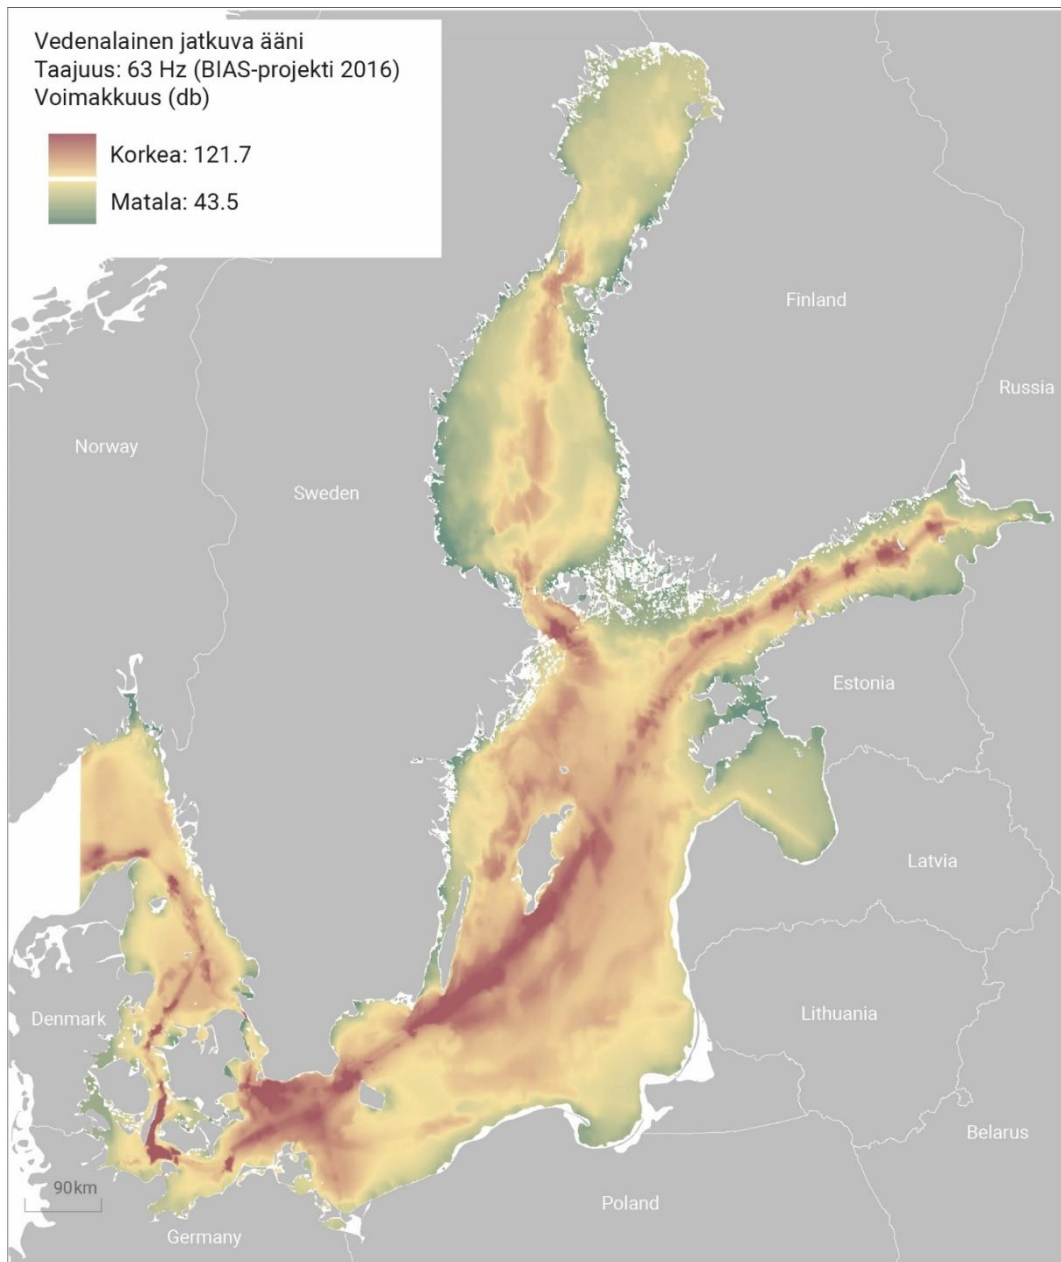 Vedenalainen jatkuva ääni
Taajuus: 63 Hz (BIAS-projekti 2016)
Voimakkuus (db)
Korkea: 121.7
Matala: 43.5
Finland
Russia
Norway
Sweden
Estonia
Latvia
Denmark
Lithuania
Belarus
90km
Poland
Germany